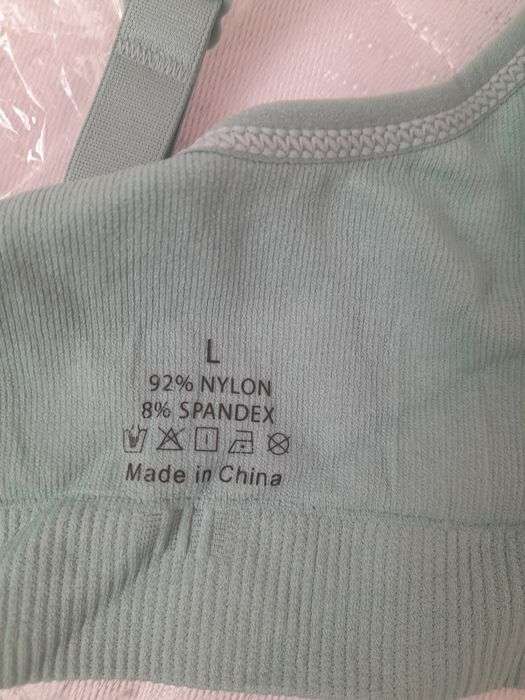 L
92% NYLON
8% SPANDEX
Made in China